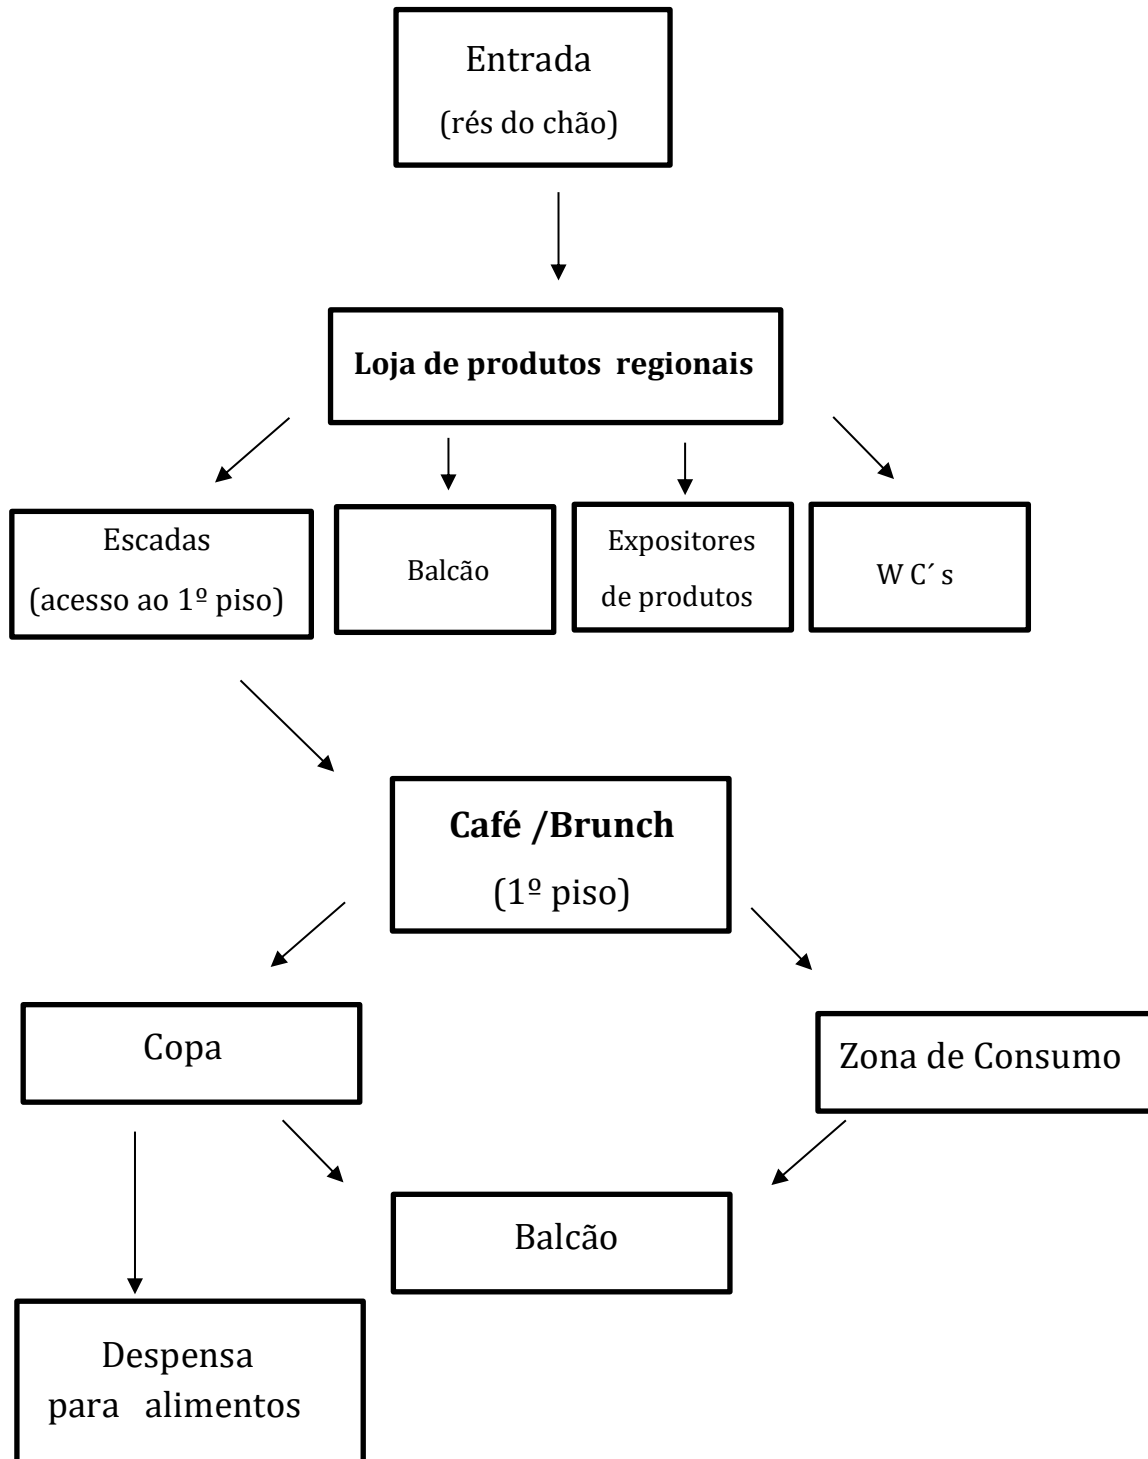 Entrada
(rés do chão)
Loja de produtos regionais
Escadas
(acesso ao 1º piso)
Balcão
Expositores
de produtos
W C´ s
Café /Brunch
(1º piso)
Copa
Zona de Consumo
Balcão
Despensa
para alimentos